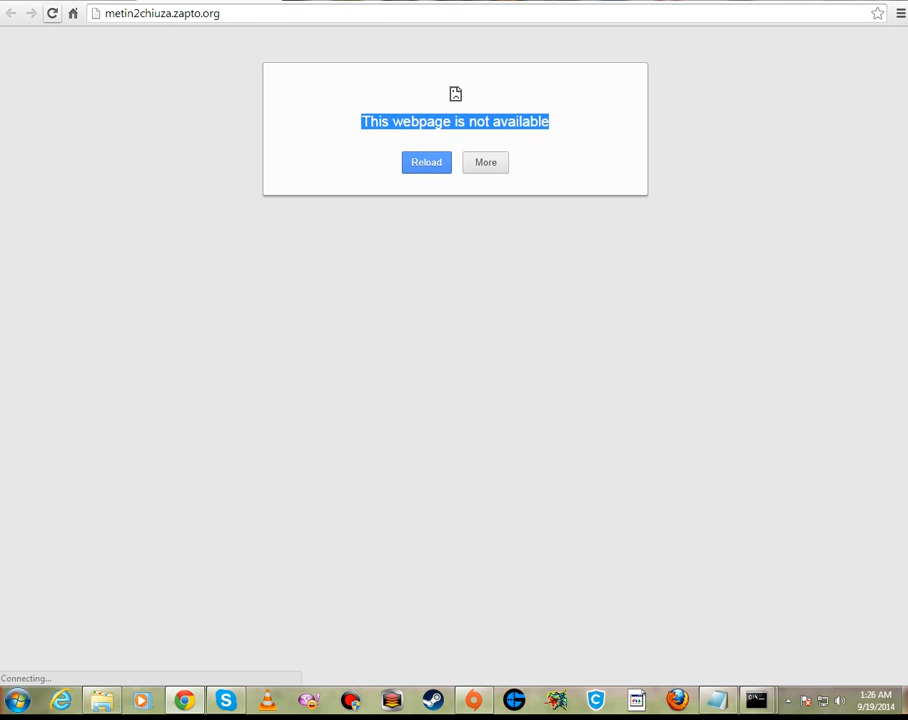 metin2chiuza.zapto.org
This webpage is not available
Reload
More
Connecting...
1:26 AM
9/19/2014